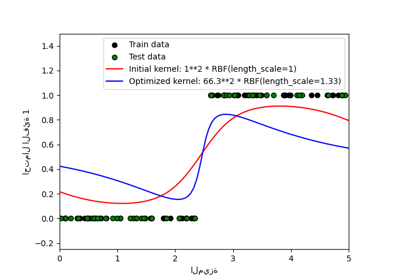 Train data
Test data
Initial kernel: 1**2 * RBF(length_scale=1)
Optimized kernel: 66.3**2 * RBF(length_scale=1.33)
احتمال الفئة 1
1.4
1.2
1.0
0.8
0.6
0.4
0.2
0.0
−0.2
0 1 2 3 4 5
الميزة